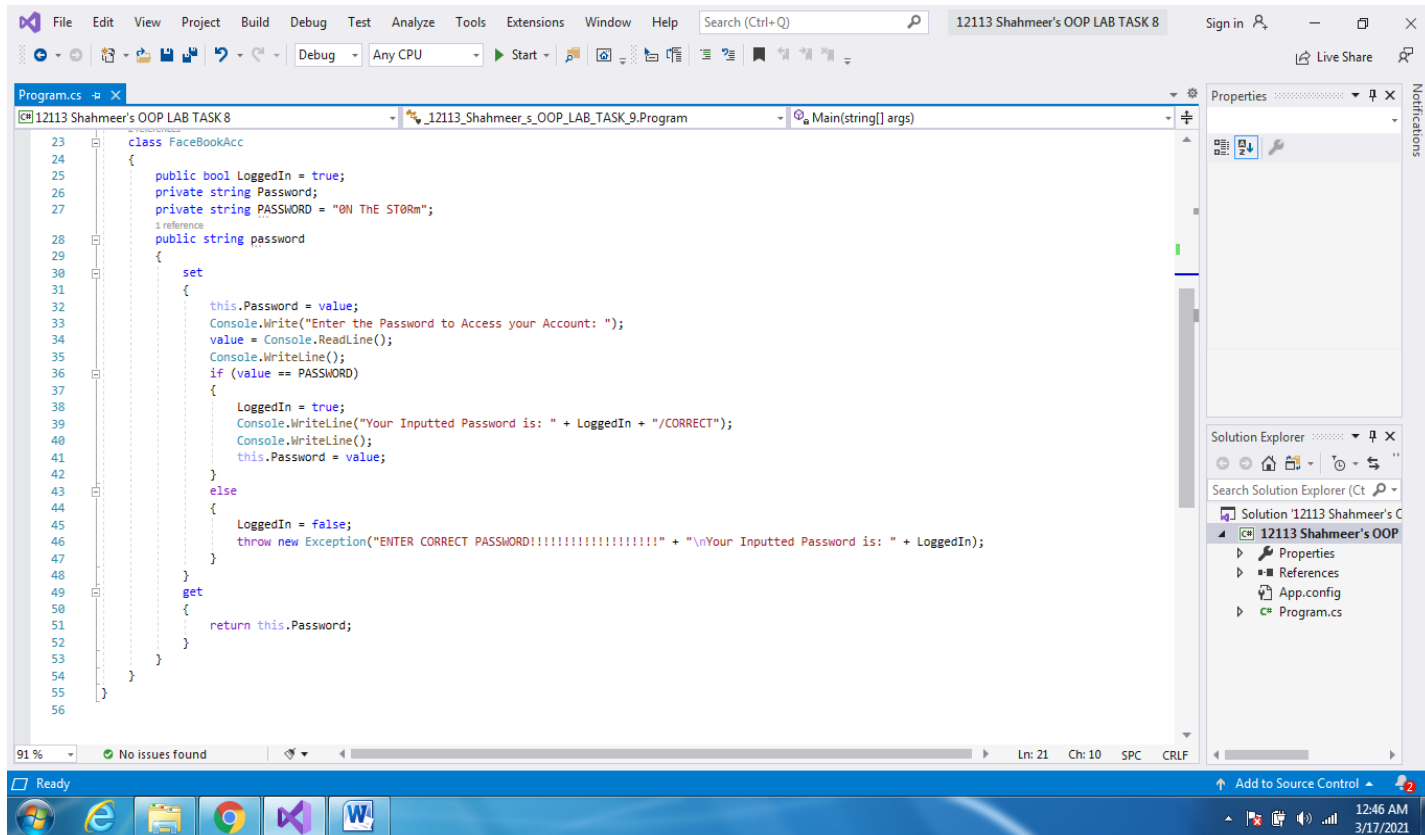 File Edit View Project Build Debug Test Analyze Tools Extensions Window Help Search (Ctrl+Q) 12113 Shahmeer's OOP LAB TASK 8 Sign in
Debug Any CPU Start Live Share
Program.cs
Properties
Notifications
C# 12113 Shahmeer's OOP LAB TASK 8 _12113_Shahmeer_s_OOP_LAB_TASK_9.Program Main(string[] args)
2 references
23 class FaceBookAcc
24 {
25 public bool LoggedIn = true;
26 private string Password;
27 private string PASSWORD = "0N ThE ST0Rm";
1 reference
28 public string password
29 {
30 set
31 {
32 this.Password = value;
33 Console.Write("Enter the Password to Access your Account: ");
34 value = Console.ReadLine();
35 Console.WriteLine();
36 if (value == PASSWORD)
37 {
38 LoggedIn = true;
39 Console.WriteLine("Your Inputted Password is: " + LoggedIn + "/CORRECT");
40 Console.WriteLine();
41 this.Password = value;
42 }
43 else
44 {
45 LoggedIn = false;
46 throw new Exception("ENTER CORRECT PASSWORD!!!!!!!!!!!!!!!!!!!" + "\nYour Inputted Password is: " + LoggedIn);
47 }
48 }
49 get
50 {
51 return this.Password;
52 }
53 }
54 }
55 }
56
Solution Explorer
Search Solution Explorer (Ct
Solution '12113 Shahmeer's C
C# 12113 Shahmeer's OOP
Properties
References
App.config
C# Program.cs
91 % No issues found Ln: 21 Ch: 10 SPC CRLF
Ready Add to Source Control 2
12:46 AM
3/17/2021